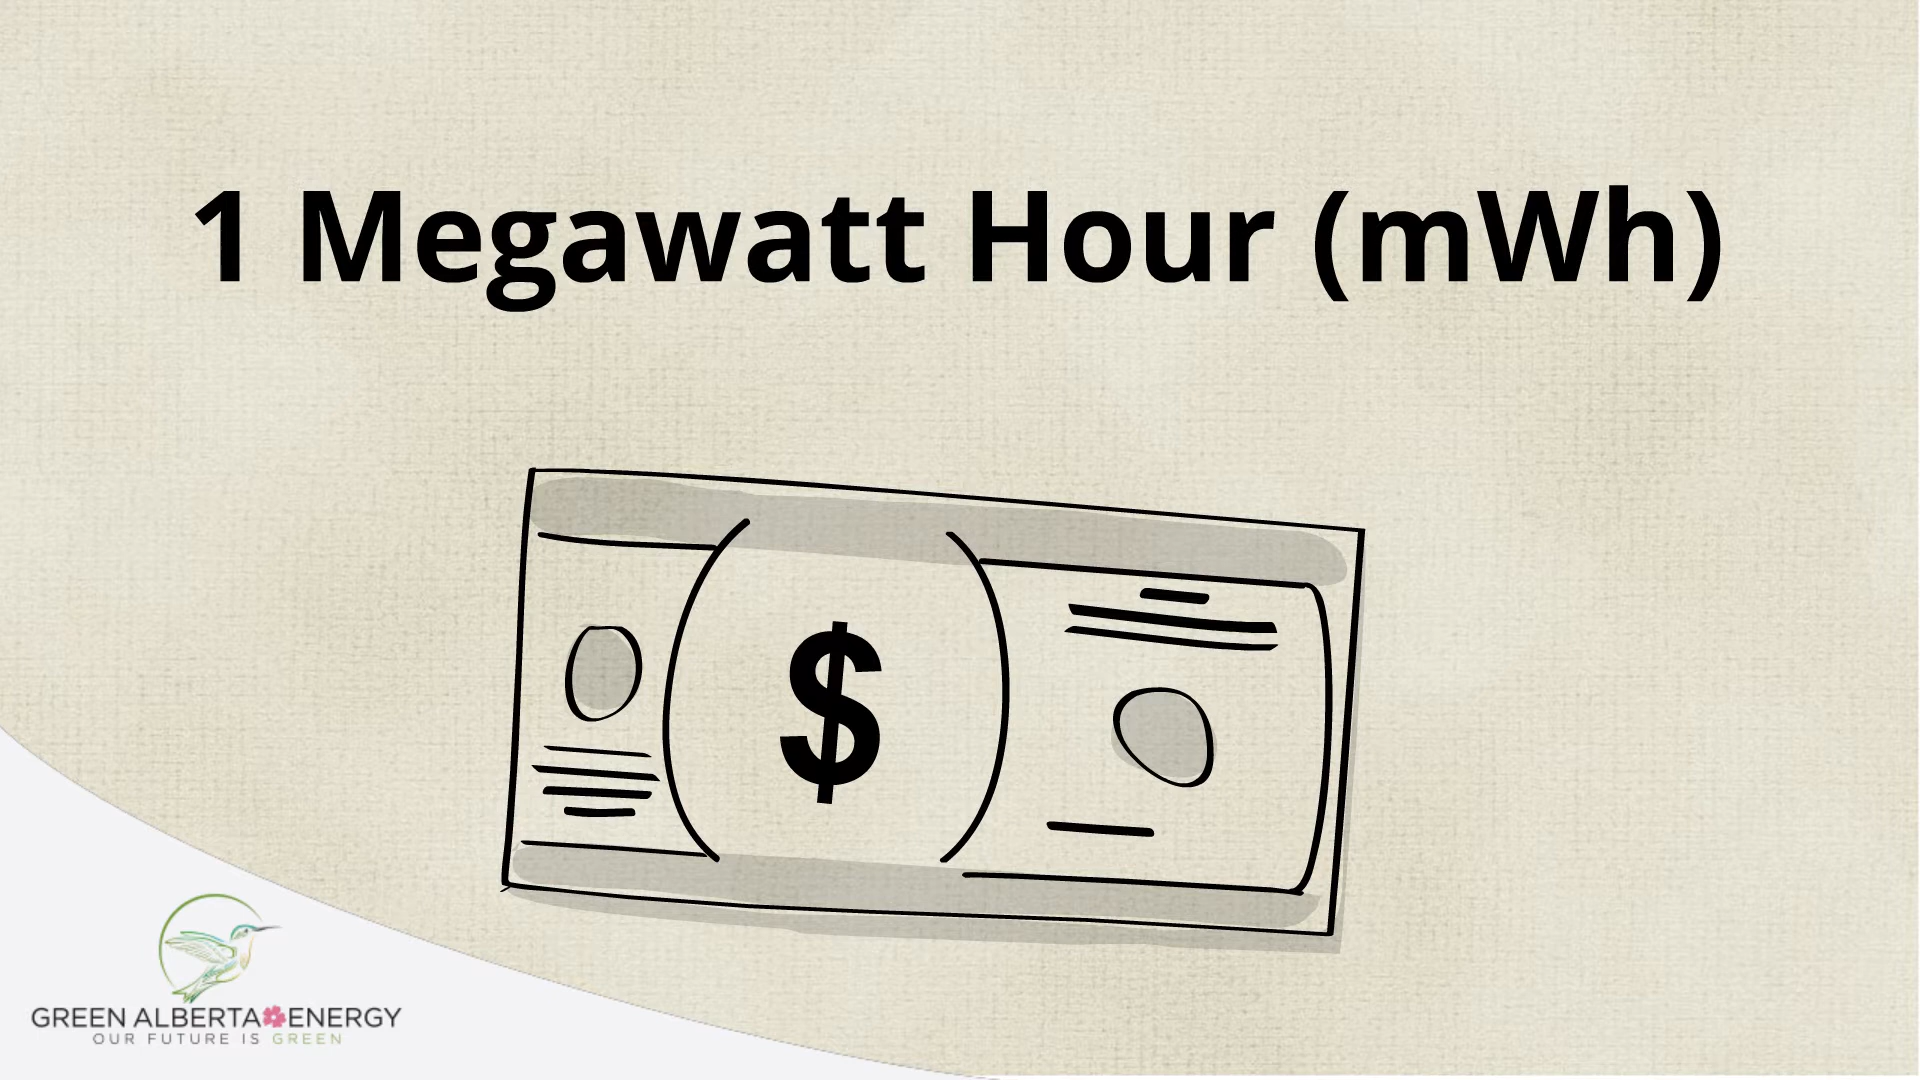 1 Megawatt Hour (mWh)
$
GREEN ALBERTA ENERGY
OUR FUTURE IS GREEN